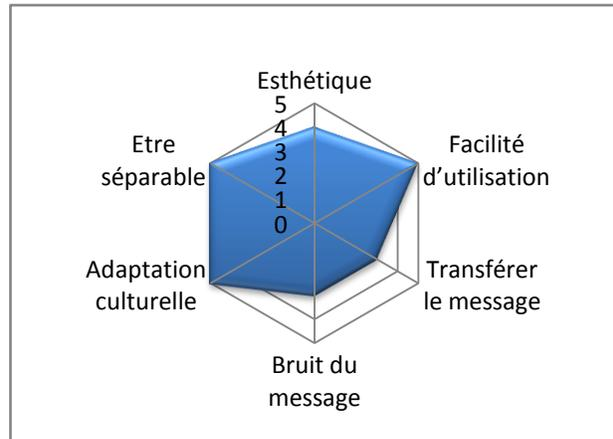 Esthétique
5
4
3
2
1
0
Facilité
d’utilisation
Transférer
le message
Bruit du
message
Adaptation
culturelle
Etre
séparable